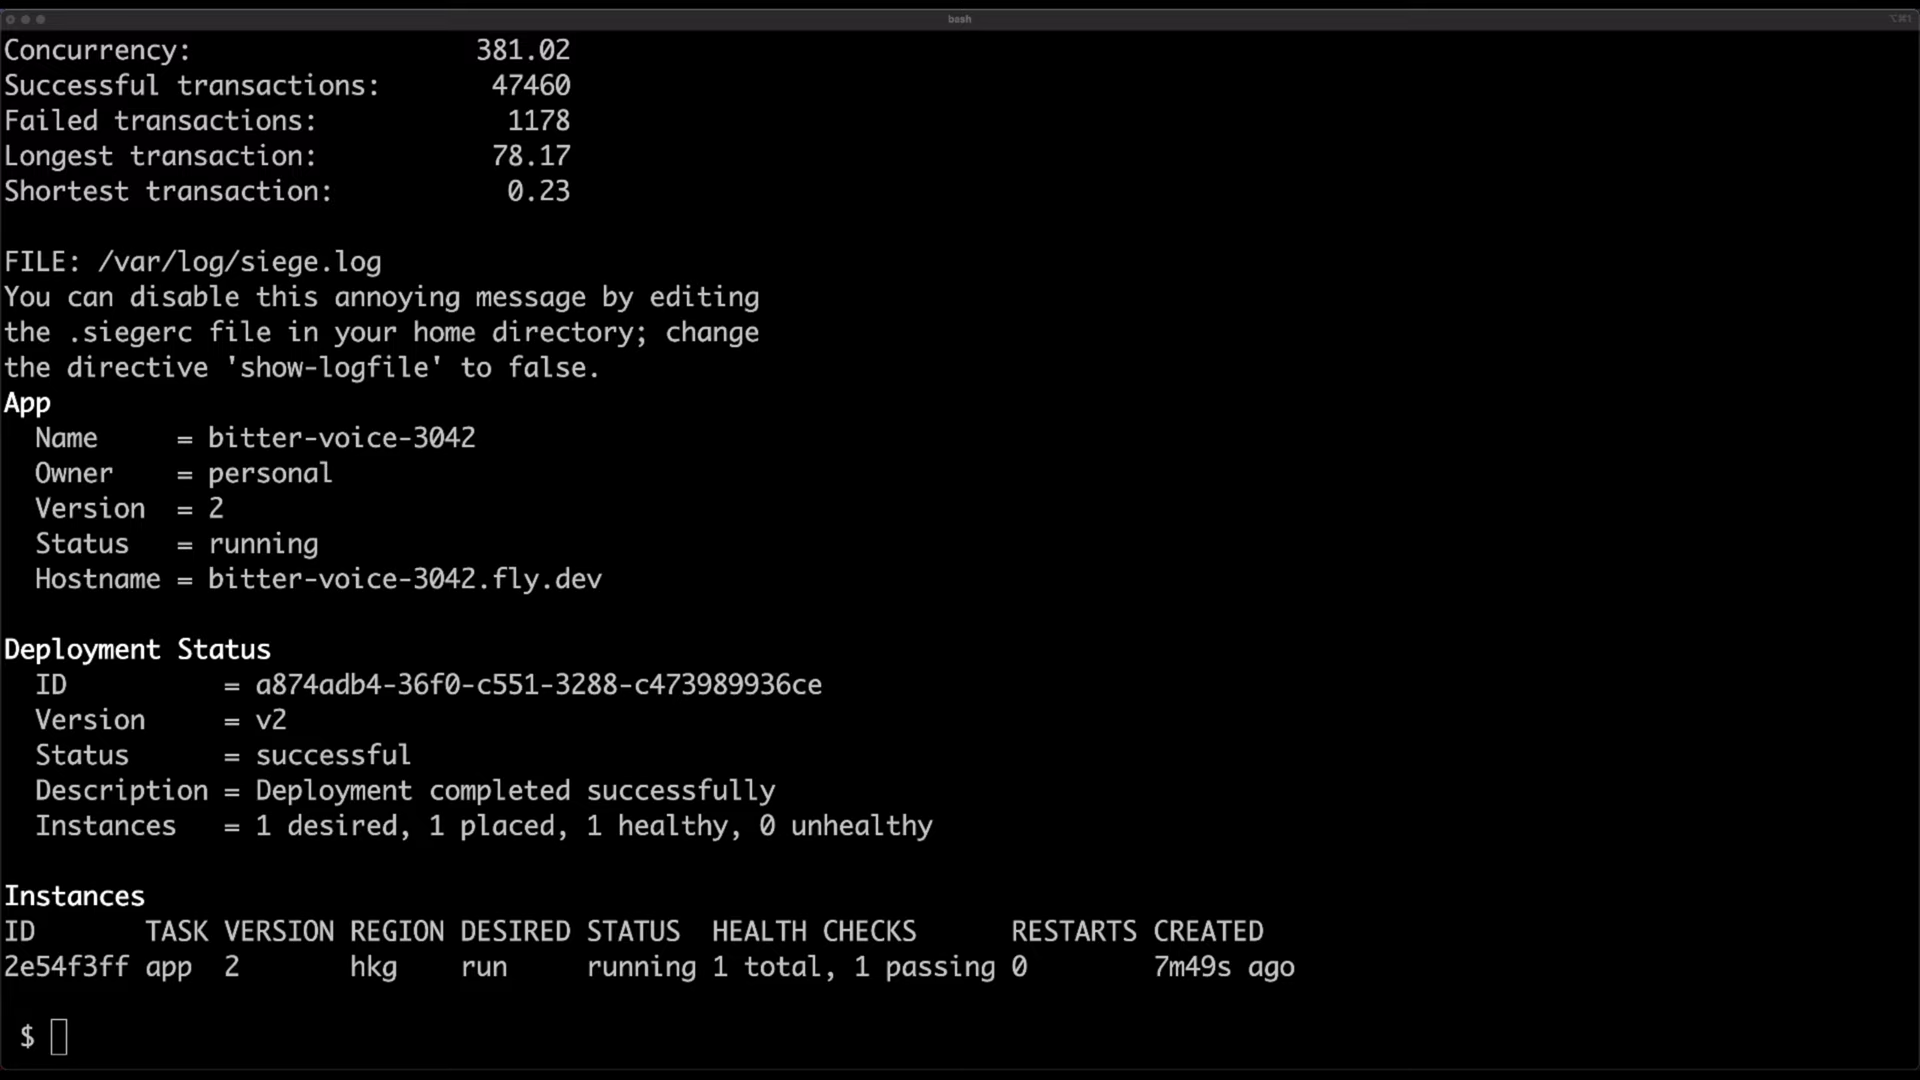 bash
Concurrency: 381.02
Successful transactions: 47460
Failed transactions: 1178
Longest transaction: 78.17
Shortest transaction: 0.23
FILE: /var/log/siege.log
You can disable this annoying message by editing
the .siegerc file in your home directory; change
the directive 'show-logfile' to false.
App
Name = bitter-voice-3042
Owner = personal
Version = 2
Status = running
Hostname = bitter-voice-3042.fly.dev
Deployment Status
ID = a874adb4-36f0-c551-3288-c473989936ce
Version = v2
Status = successful
Description = Deployment completed successfully
Instances = 1 desired, 1 placed, 1 healthy, 0 unhealthy
Instances
ID TASK VERSION REGION DESIRED STATUS HEALTH CHECKS RESTARTS CREATED
2e54f3ff app 2 hkg run running 1 total, 1 passing 0 7m49s ago
$